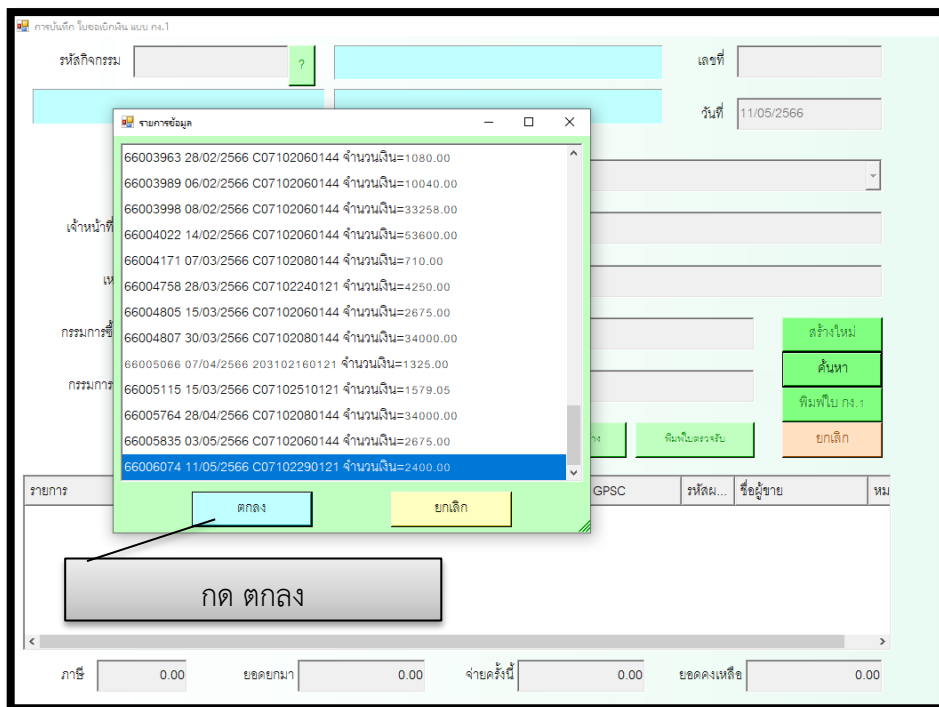 การบันทึก ใบขอเบิกเงิน แบบ กง.1
รหัสกิจกรรม ? เลขที่
วันที่ 11/05/2566
รายการข้อมูล
66003963 28/02/2566 C07102060144 จำนวนเงิน=1080.00
66003989 06/02/2566 C07102060144 จำนวนเงิน=10040.00
66003998 08/02/2566 C07102060144 จำนวนเงิน=33258.00
66004022 14/02/2566 C07102060144 จำนวนเงิน=53600.00
66004171 07/03/2566 C07102080144 จำนวนเงิน=710.00
66004758 28/03/2566 C07102240121 จำนวนเงิน=4250.00
66004805 15/03/2566 C07102060144 จำนวนเงิน=2675.00
66004807 30/03/2566 C07102080144 จำนวนเงิน=34000.00
66005066 07/04/2566 203102160121 จำนวนเงิน=1325.00
66005115 15/03/2566 C07102510121 จำนวนเงิน=1579.05
66005764 28/04/2566 C07102080144 จำนวนเงิน=34000.00
66005835 03/05/2566 C07102060144 จำนวนเงิน=2675.00
66006074 11/05/2566 C07102290121 จำนวนเงิน=2400.00
ตกลง ยกเลิก
เจ้าหน้าที่
เห
กรรมการซื้
กรรมการ
สร้างใหม่
ค้นหา
พิมพ์ใบ กง.1
ยกเลิก
าง พิมพ์ใบตรวจรับ
รายการ GPSC รหัสผ... ชื่อผู้ขาย หม
กด ตกลง
ภาษี 0.00 ยอดยกมา 0.00 จ่ายครั้งนี้ 0.00 ยอดคงเหลือ 0.00